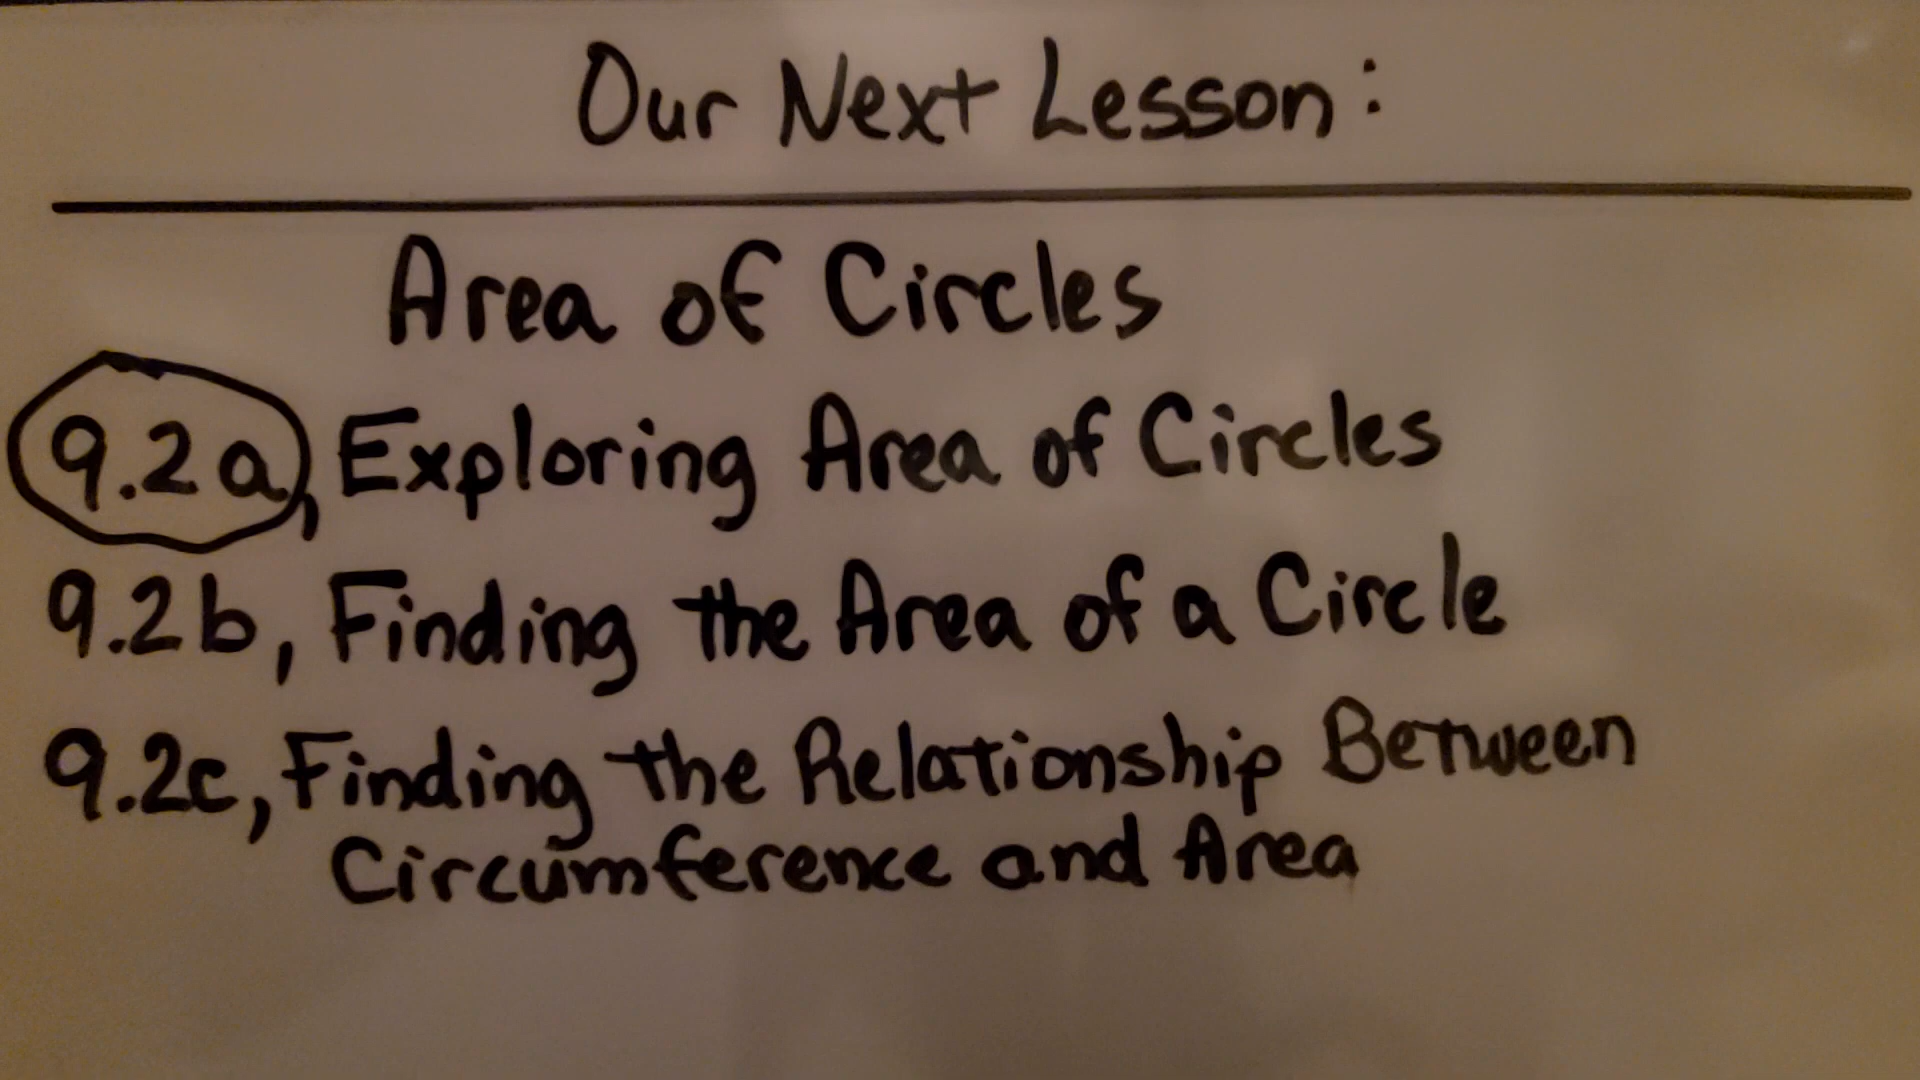 Our Next Lesson:
Area of Circles
9.2a, Exploring Area of Circles
9.2b, Finding the Area of a Circle
9.2c, Finding the Relationship Between
Circumference and Area